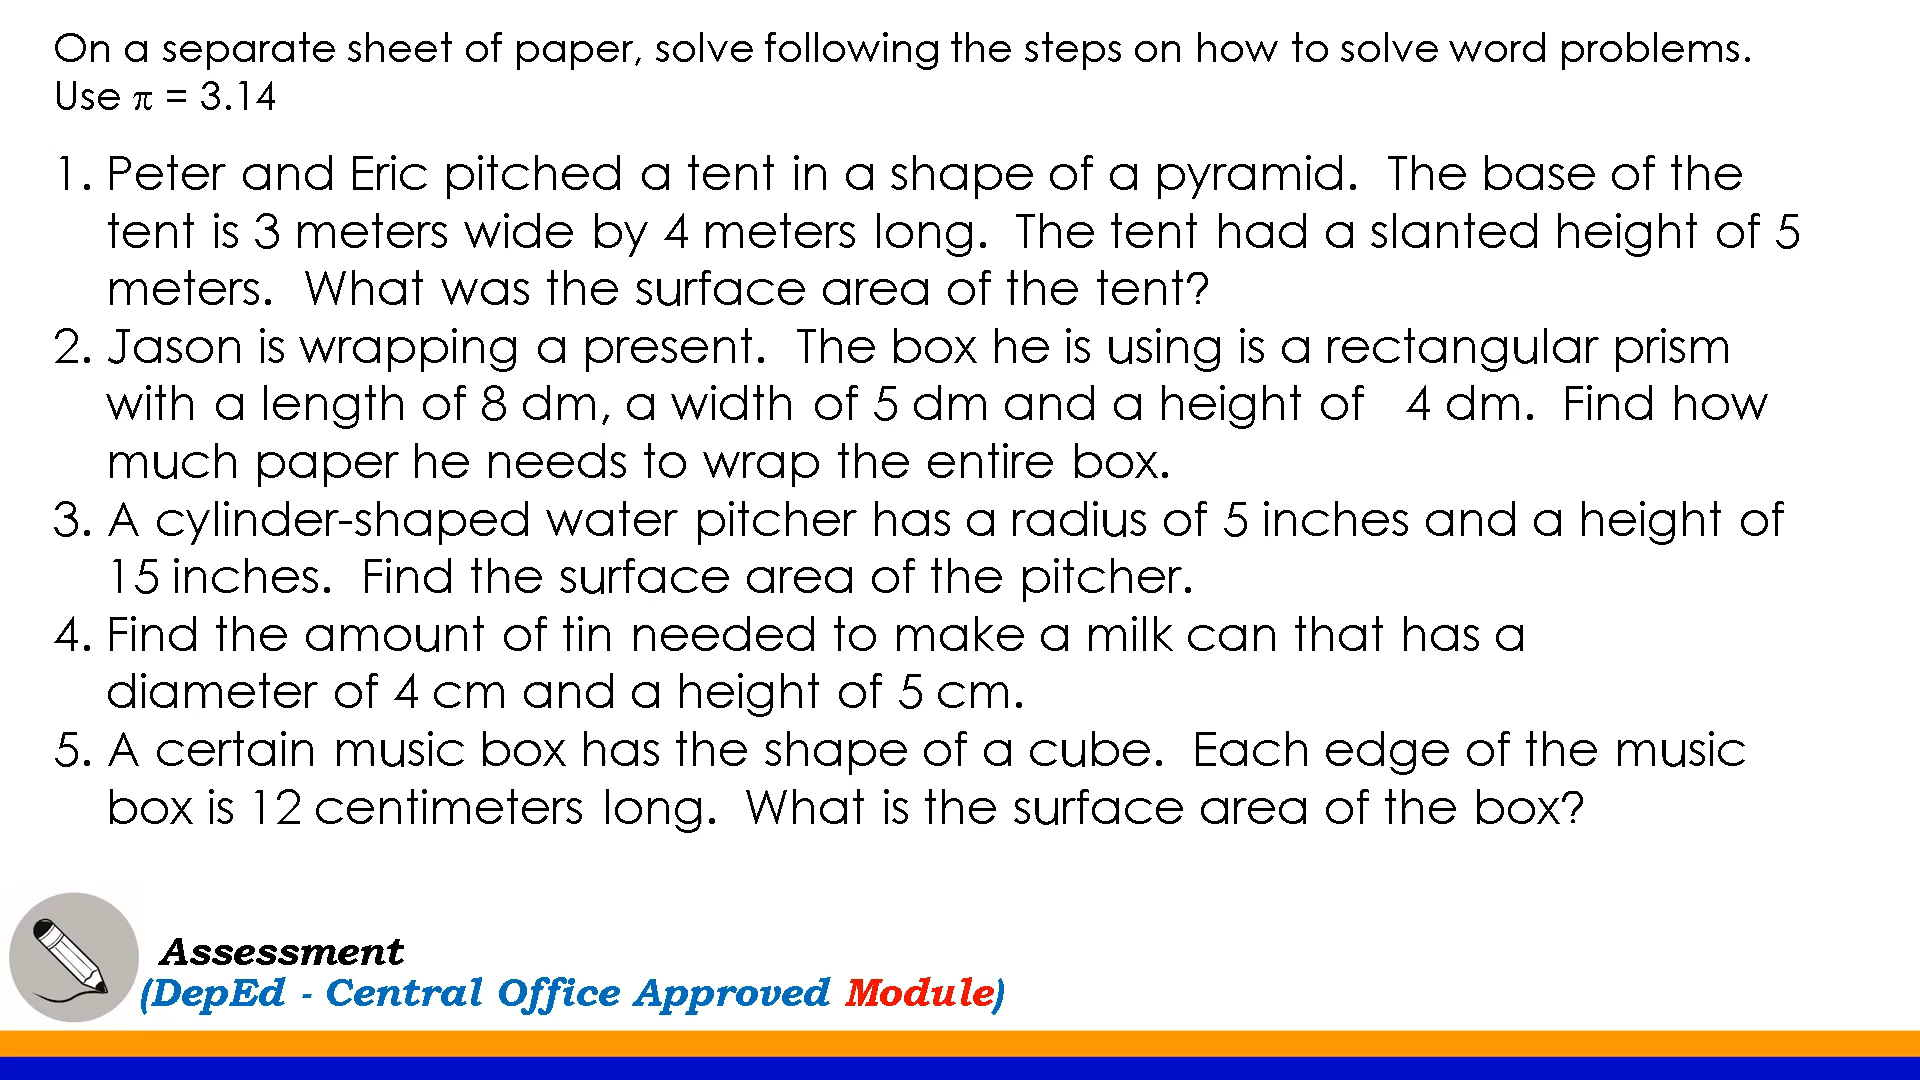 On a separate sheet of paper, solve following the steps on how to solve word problems.
Use π = 3.14
1. Peter and Eric pitched a tent in a shape of a pyramid. The base of the
tent is 3 meters wide by 4 meters long. The tent had a slanted height of 5
meters. What was the surface area of the tent?
2. Jason is wrapping a present. The box he is using is a rectangular prism
with a length of 8 dm, a width of 5 dm and a height of 4 dm. Find how
much paper he needs to wrap the entire box.
3. A cylinder-shaped water pitcher has a radius of 5 inches and a height of
15 inches. Find the surface area of the pitcher.
4. Find the amount of tin needed to make a milk can that has a
diameter of 4 cm and a height of 5 cm.
5. A certain music box has the shape of a cube. Each edge of the music
box is 12 centimeters long. What is the surface area of the box?
Assessment
(DepEd - Central Office Approved Module)